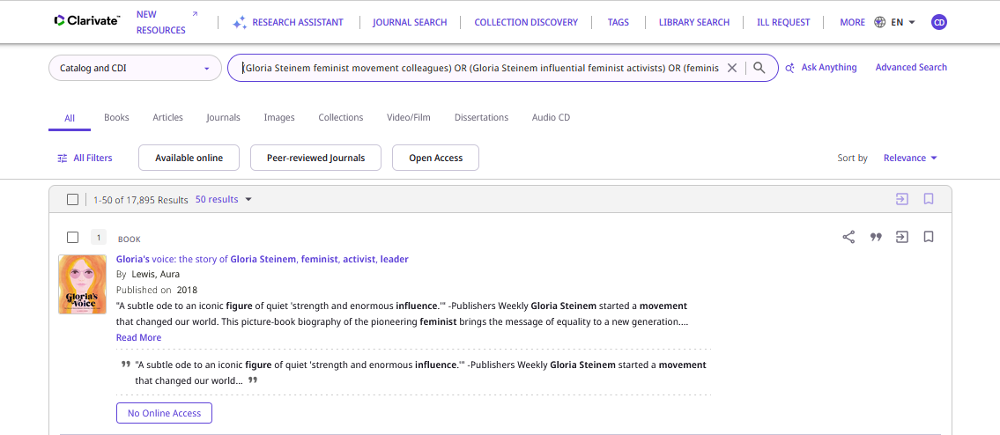 Clarivate™
NEW RESOURCES
RESEARCH ASSISTANT
JOURNAL SEARCH
COLLECTION DISCOVERY
TAGS
LIBRARY SEARCH
ILL REQUEST
MORE
EN
CD
Catalog and CDI
(Gloria Steinem feminist movement colleagues) OR (Gloria Steinem influential feminist activists) OR (feminis
Ask Anything
Advanced Search
All
Books
Articles
Journals
Images
Collections
Video/Film
Dissertations
Audio CD
All Filters
Available online
Peer-reviewed Journals
Open Access
Sort by
Relevance
1-50 of 17,895 Results
50 results
1
BOOK
Gloria's Voice
Gloria's voice: the story of Gloria Steinem, feminist, activist, leader
By Lewis, Aura
Published on 2018
"A subtle ode to an iconic figure of quiet 'strength and enormous influence.'" -Publishers Weekly Gloria Steinem started a movement
that changed our world. This picture-book biography of the pioneering feminist brings the message of equality to a new generation....
Read More
"A subtle ode to an iconic figure of quiet 'strength and enormous influence.'" -Publishers Weekly Gloria Steinem started a movement
that changed our world...
No Online Access